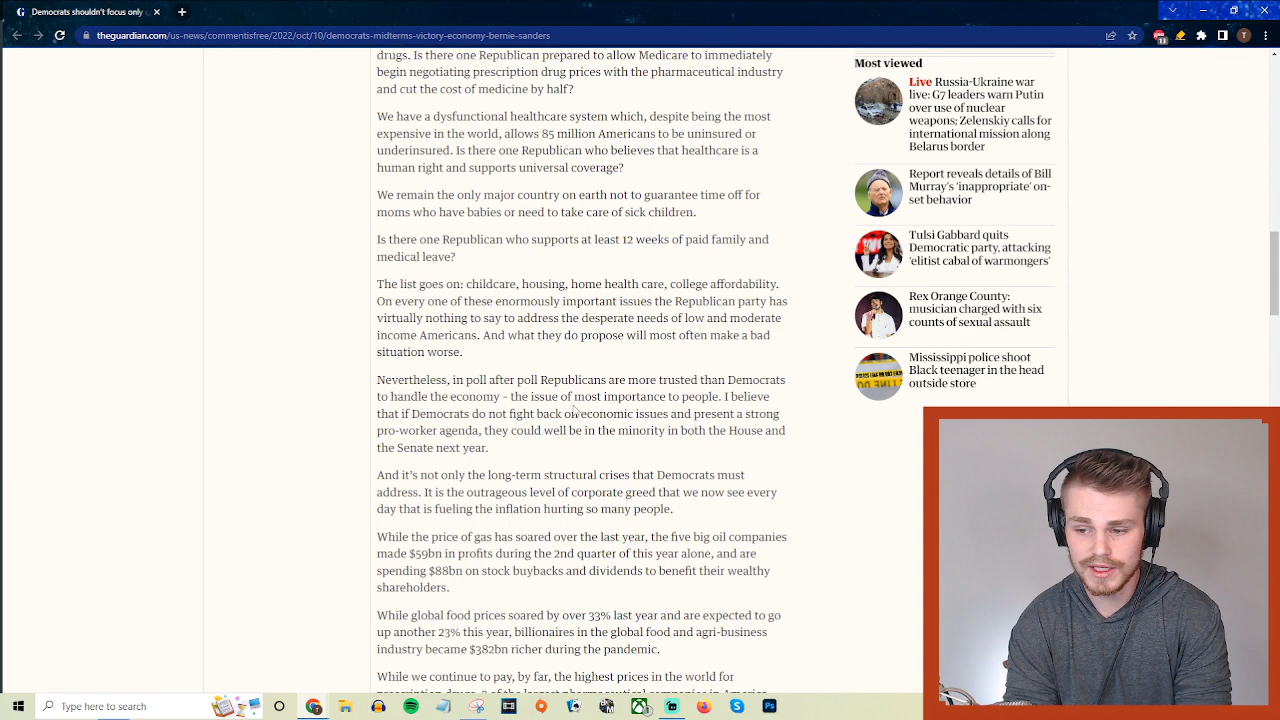 Democrats shouldn't focus only
theguardian.com/us-news/commentisfree/2022/oct/10/democrats-midterms-victory-economy-bernie-sanders
drugs. Is there one Republican prepared to allow Medicare to immediately
begin negotiating prescription drug prices with the pharmaceutical industry
and cut the cost of medicine by half?
We have a dysfunctional healthcare system which, despite being the most
expensive in the world, allows 85 million Americans to be uninsured or
underinsured. Is there one Republican who believes that healthcare is a
human right and supports universal coverage?
We remain the only major country on earth not to guarantee time off for
moms who have babies or need to take care of sick children.
Is there one Republican who supports at least 12 weeks of paid family and
medical leave?
The list goes on: childcare, housing, home health care, college affordability.
On every one of these enormously important issues the Republican party has
virtually nothing to say to address the desperate needs of low and moderate
income Americans. And what they do propose will most often make a bad
situation worse.
Nevertheless, in poll after poll Republicans are more trusted than Democrats
to handle the economy – the issue of most importance to people. I believe
that if Democrats do not fight back on economic issues and present a strong
pro-worker agenda, they could well be in the minority in both the House and
the Senate next year.
And it's not only the long-term structural crises that Democrats must
address. It is the outrageous level of corporate greed that we now see every
day that is fueling the inflation hurting so many people.
While the price of gas has soared over the last year, the five big oil companies
made $59bn in profits during the 2nd quarter of this year alone, and are
spending $88bn on stock buybacks and dividends to benefit their wealthy
shareholders.
While global food prices soared by over 33% last year and are expected to go
up another 23% this year, billionaires in the global food and agri-business
industry became $382bn richer during the pandemic.
While we continue to pay, by far, the highest prices in the world for
prescription drugs, 3 of the largest pharmaceutical companies in America
Most viewed
Live Russia-Ukraine war
live: G7 leaders warn Putin
over use of nuclear
weapons; Zelenskiy calls for
international mission along
Belarus border
Report reveals details of Bill
Murray's 'inappropriate' on-
set behavior
Tulsi Gabbard quits
Democratic party, attacking
'elitist cabal of warmongers'
Rex Orange County:
musician charged with six
counts of sexual assault
Mississippi police shoot
Black teenager in the head
outside store
Type here to search